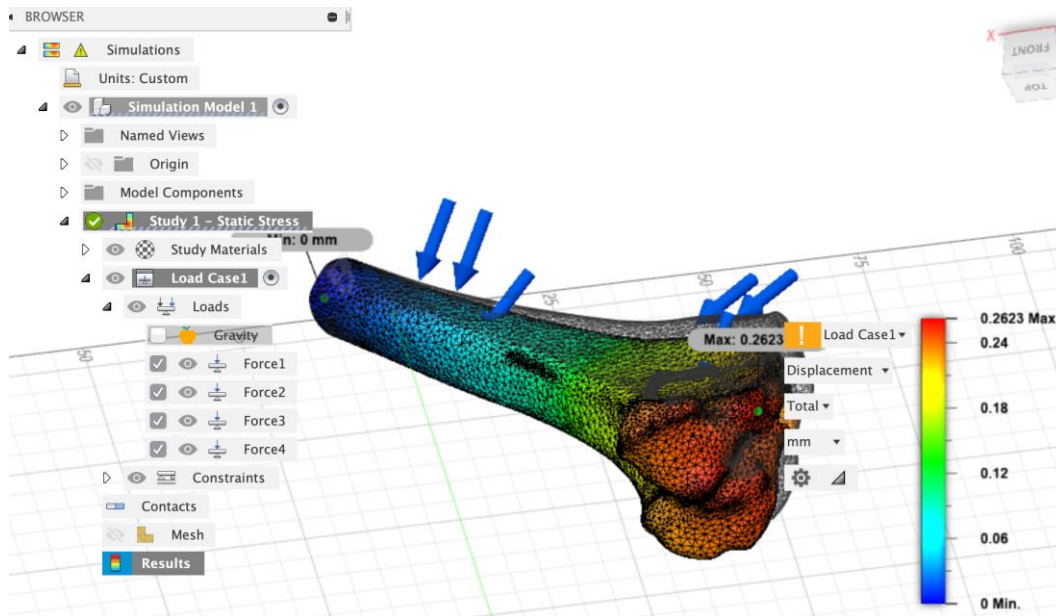 BROWSER
Simulations
Units: Custom
Simulation Model 1
Named Views
Origin
Model Components
Study 1 - Static Stress
Study Materials
Load Case1
Loads
Gravity
Force1
Force2
Force3
Force4
Constraints
Contacts
Mesh
Results
Min: 0 mm
50
25
50
75
100
X
FRONT
TOP
Max: 0.2623
Load Case1
Displacement
Total
mm
0.2623 Max
0.24
0.18
0.12
0.06
0 Min.